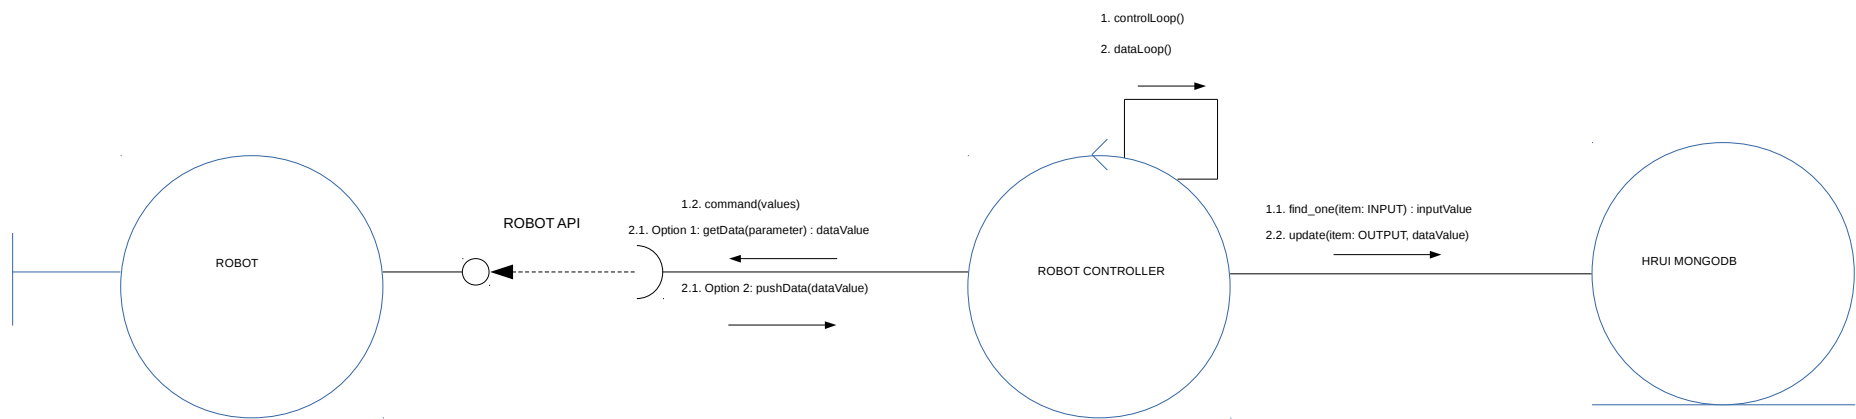 1. controlLoop()
2. dataLoop()
ROBOT API
1.2. command(values)
2.1. Option 1: getData(parameter) : dataValue
1.1. find_one(item: INPUT) : inputValue
2.2. update(item: OUTPUT, dataValue)
ROBOT
ROBOT CONTROLLER
HRUI MONGODB
2.1. Option 2: pushData(dataValue)